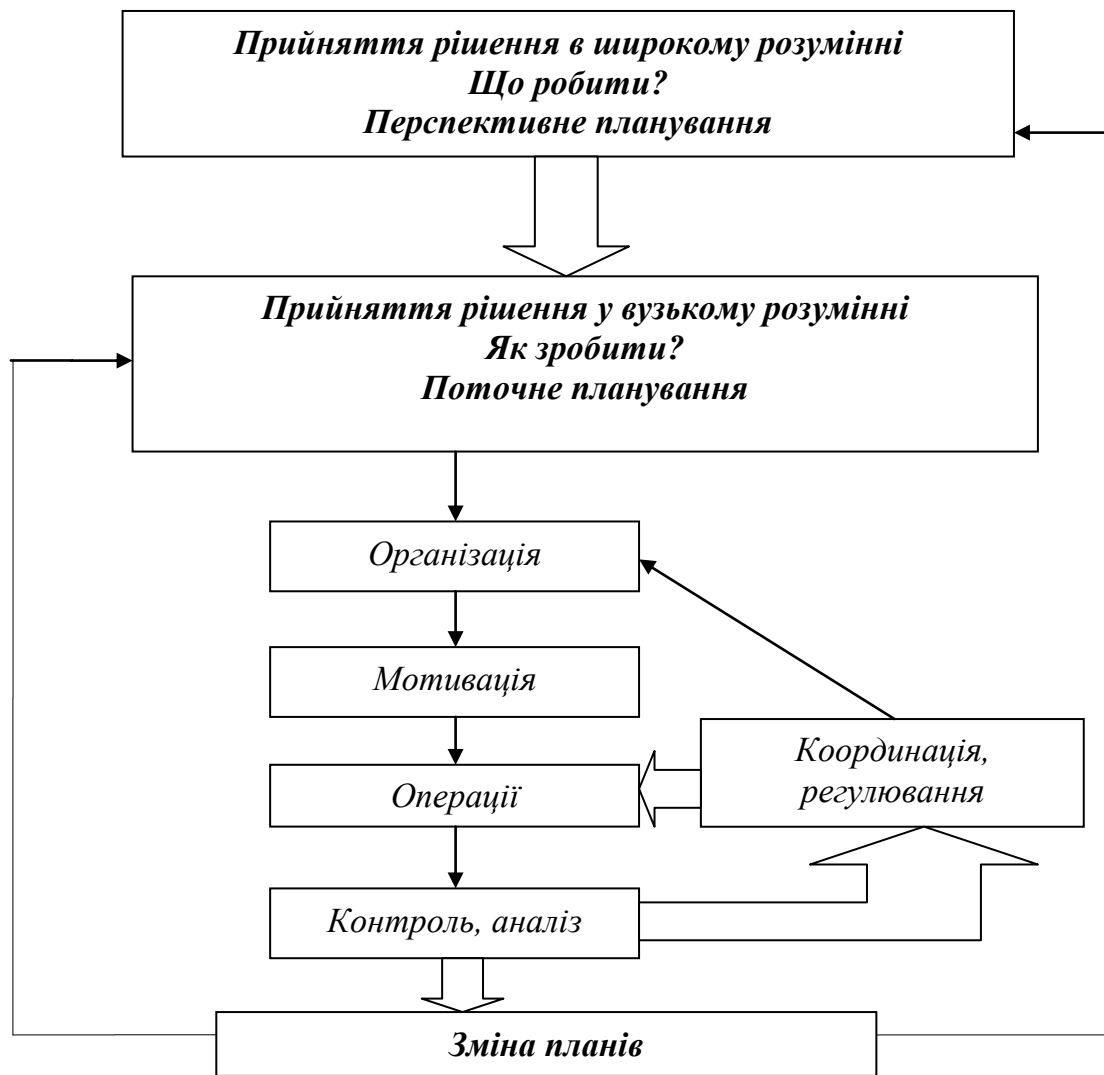 Прийняття рішення в широкому розумінні
Що робити?
Перспективне планування
Прийняття рішення у вузькому розумінні
Як зробити?
Поточне планування
Організація
Мотивація
Координація,
регулювання
Операції
Контроль, аналіз
Зміна планів